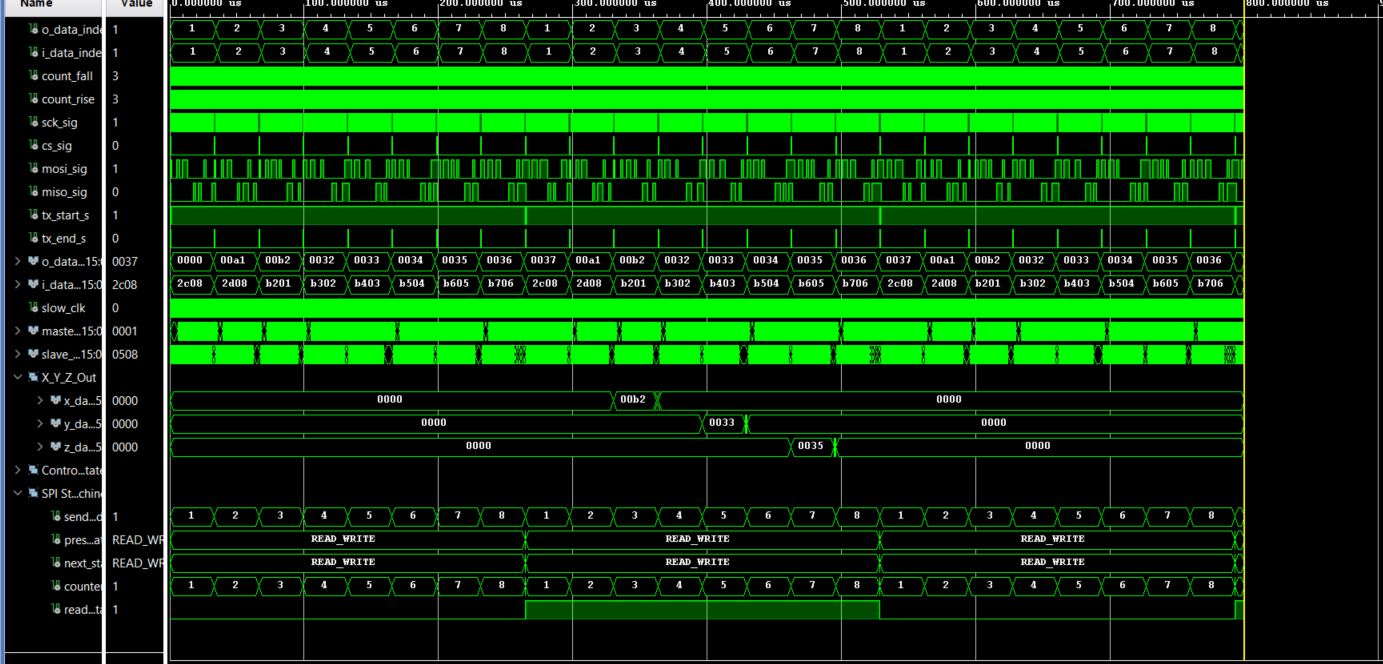 Name Value 0.000000 us 100.000000 us 200.000000 us 300.000000 us 400.000000 us 500.000000 us 600.000000 us 700.000000 us 800.000000 us
o_data_inde 1 1 2 3 4 5 6 7 8 1 2 3 4 5 6 7 8 1 2 3 4 5 6 7 8
i_data_inde 1 1 2 3 4 5 6 7 8 1 2 3 4 5 6 7 8 1 2 3 4 5 6 7 8
count_fall 3
count_rise 3
sck_sig 1
cs_sig 0
mosi_sig 1
miso_sig 0
tx_start_s 1
tx_end_s 0
o_data...15:0 0037 0000 00a1 00b2 0032 0033 0034 0035 0036 0037 00a1 00b2 0032 0033 0034 0035 0036 0037 00a1 00b2 0032 0033 0034 0035 0036
i_data...15:0 2c08 2c08 2d08 b201 b302 b403 b504 b605 b706 2c08 2d08 b201 b302 b403 b504 b605 b706 2c08 2d08 b201 b302 b403 b504 b605 b706
slow_clk 0
maste...15:0 0001
slave_...15:0 0508
X_Y_Z_Out
x_da...5 0000 0000 00b2 0000
y_da...5 0000 0000 0033 0000
z_da...5 0000 0000 0035 0000
Contro...tate
SPI St...chine
send...d 1 1 2 3 4 5 6 7 8 1 2 3 4 5 6 7 8 1 2 3 4 5 6 7 8
pres...at READ_WR READ_WRITE READ_WRITE READ_WRITE
next_sta READ_WR READ_WRITE READ_WRITE READ_WRITE
counter 1 1 2 3 4 5 6 7 8 1 2 3 4 5 6 7 8 1 2 3 4 5 6 7 8
read...ta 1